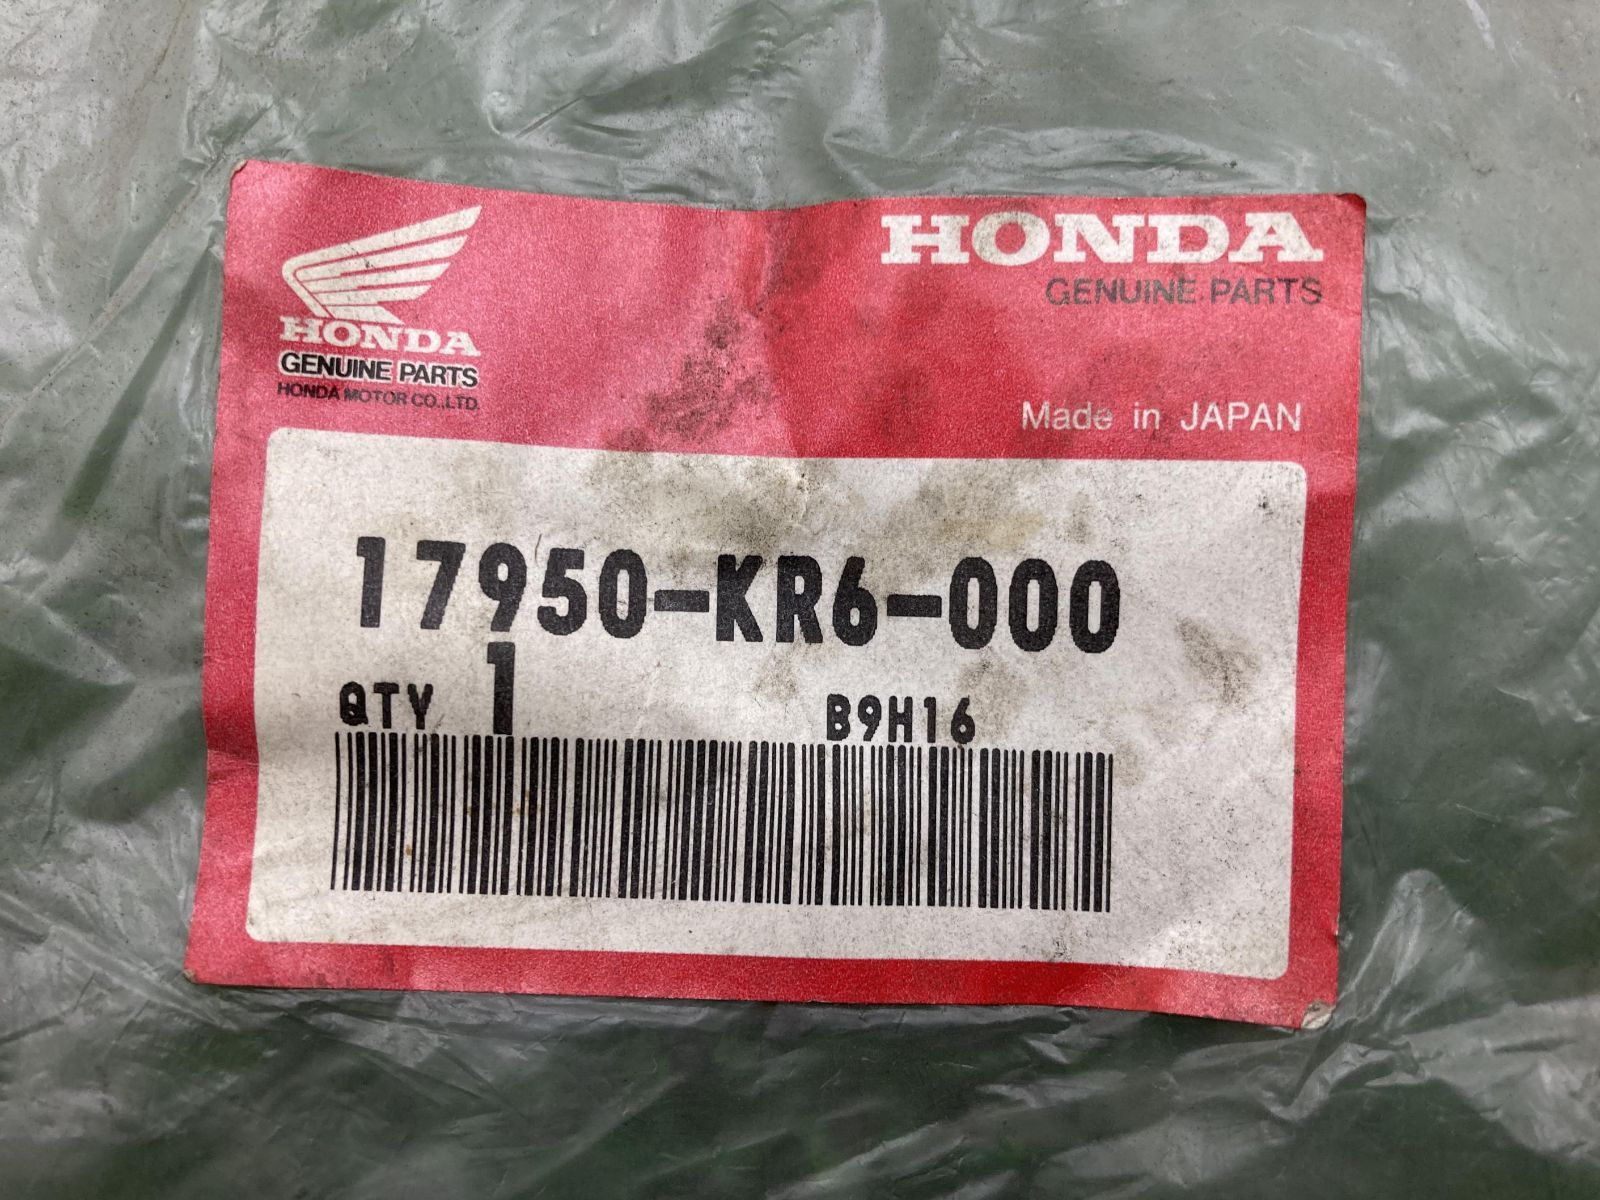 HONDA
GENUINE PARTS
HONDA MOTOR CO.,LTD.
HONDA
GENUINE PARTS
Made in JAPAN
17950-KR6-000
QTY 1 B9H16